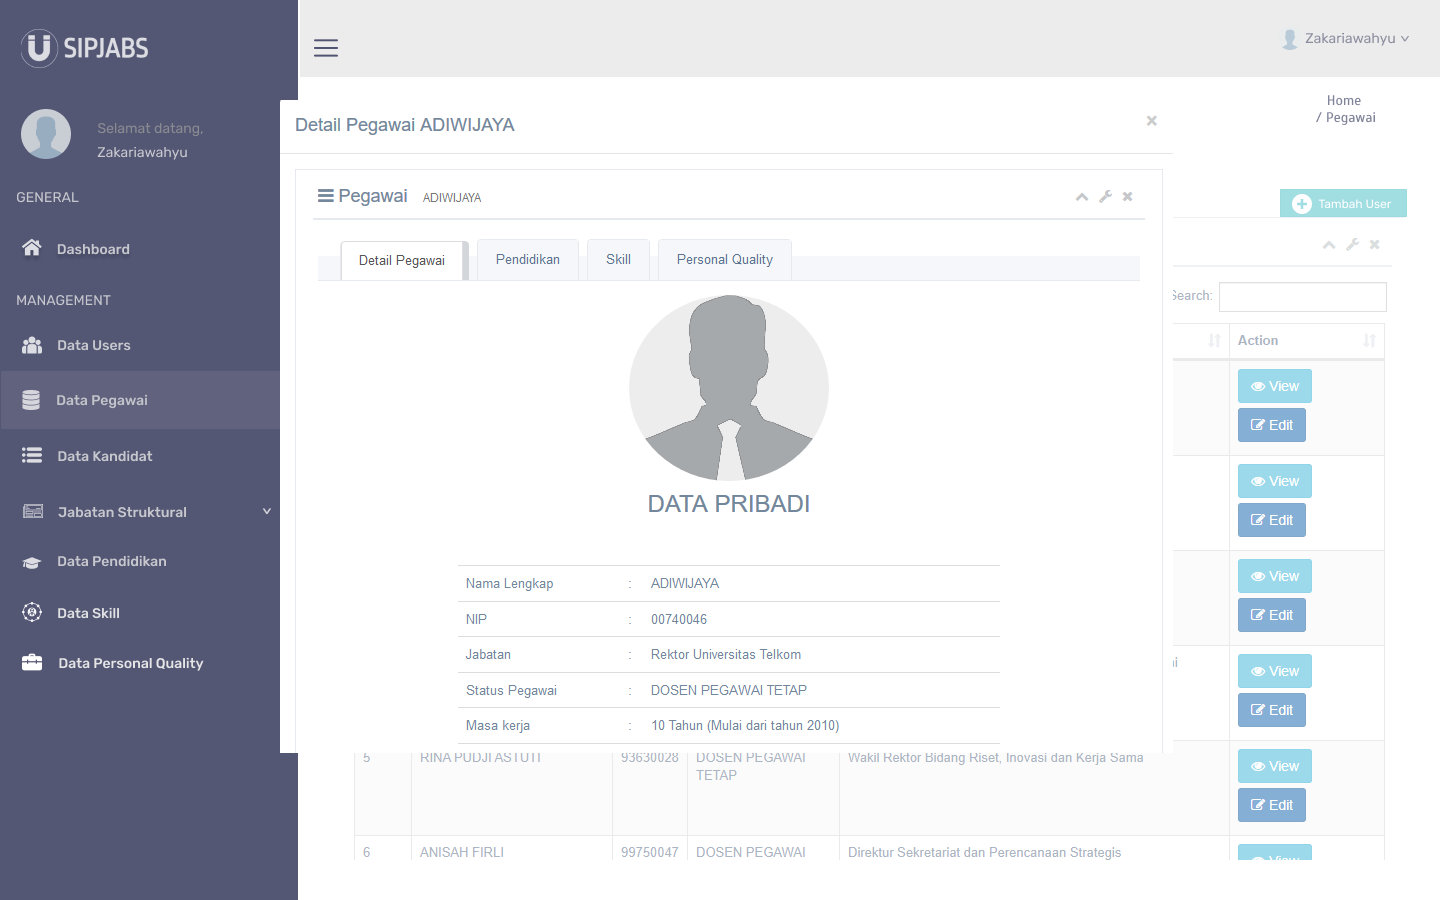 SIPJABS
Zakariawahyu
Selamat datang,
Zakariawahyu
GENERAL
Dashboard
MANAGEMENT
Data Users
Data Pegawai
Data Kandidat
Jabatan Struktural
Data Pendidikan
Data Skill
Data Personal Quality
Home
/ Pegawai
Tambah User
Detail Pegawai ADIWIJAYA
Pegawai ADIWIJAYA
Detail Pegawai
Pendidikan
Skill
Personal Quality
DATA PRIBADI
Nama Lengkap : ADIWIJAYA
NIP : 00740046
Jabatan : Rektor Universitas Telkom
Status Pegawai : DOSEN PEGAWAI TETAP
Masa kerja : 10 Tahun (Mulai dari tahun 2010)
Search:
Action
View
Edit
View
Edit
View
Edit
View
Edit
5 RINA PUDJI ASTUTI 93630028 DOSEN PEGAWAI TETAP Wakil Rektor Bidang Riset, Inovasi dan Kerja Sama
View
Edit
6 ANISAH FIRLI 99750047 DOSEN PEGAWAI Direktur Sekretariat dan Perencanaan Strategis
View